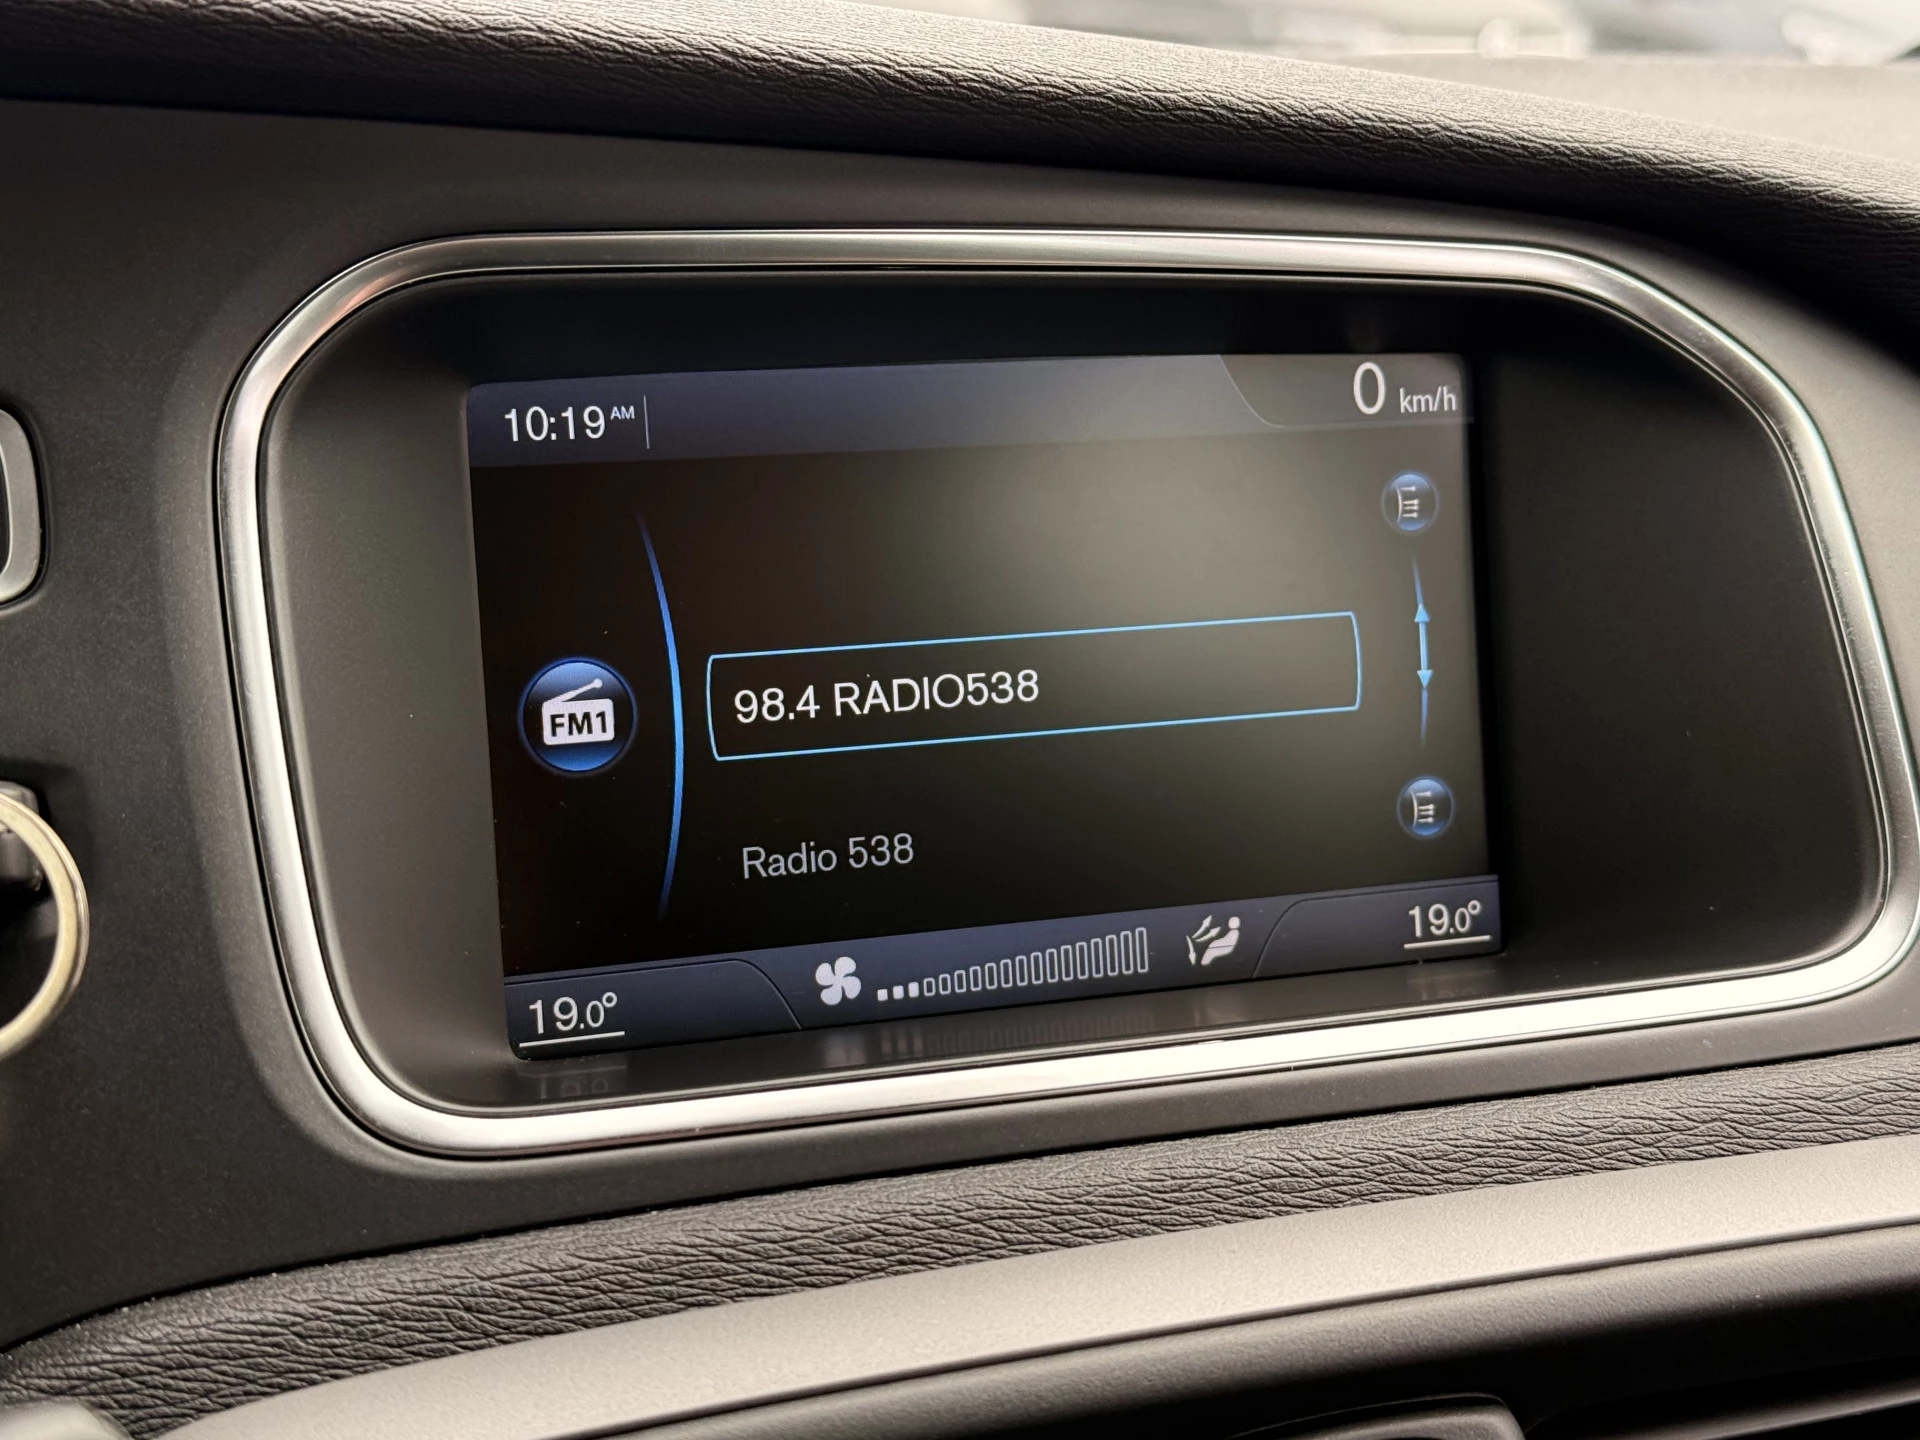 10:19 AM
0 km/h
FM1
98.4 RADIO538
Radio 538
19.0°
19.0°